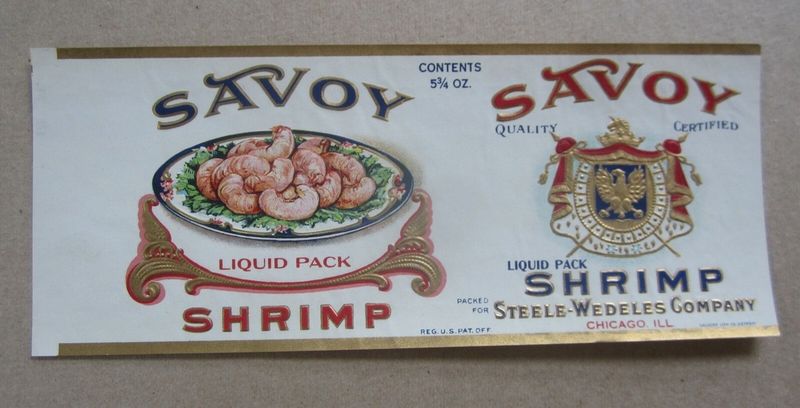 SAVOY
LIQUID PACK
SHRIMP
CONTENTS
5¾ OZ.
REG. U.S. PAT. OFF.
SAVOY
QUALITY CERTIFIED
LIQUID PACK
SHRIMP
PACKED
FOR
STEELE-WEDELES COMPANY
CHICAGO. ILL